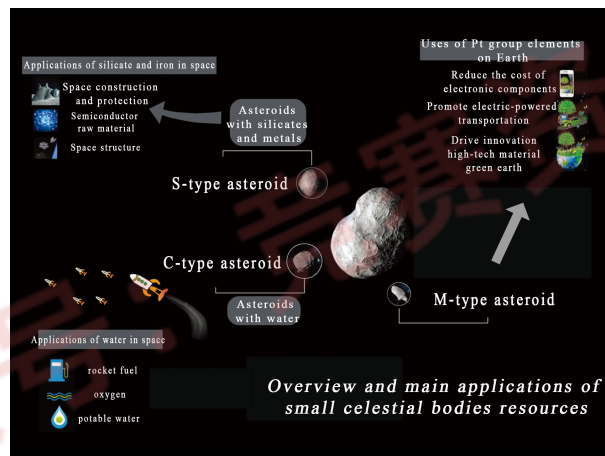 Applications of silicate and iron in space
Space construction
and protection
Semiconductor
raw material
Space structure
Asteroids
with silicates
and metals
S-type asteroid
Uses of Pt group elements
on Earth
Reduce the cost of
electronic components
Promote electric-powered
transportation
Drive innovation
high-tech material
green earth
C-type asteroid
Asteroids
with water
M-type asteroid
Applications of water in space
rocket fuel
oxygen
potable water
Overview and main applications of
small celestial bodies resources